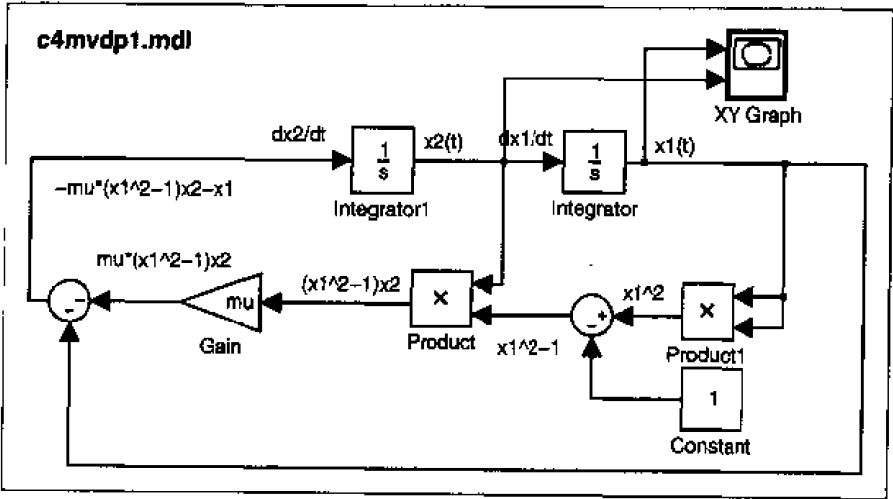 c4mvdp1.mdl
XY Graph
dx2/dt
1
s
x2(t)
dx1/dt
1
s
x1(t)
Integrator1
Integrator
-mu*(x1^2-1)x2-x1
mu*(x1^2-1)x2
- -
mu
Gain
(x1^2-1)x2
×
Product
x1^2-1
- +
x1^2
×
Product1
1
Constant